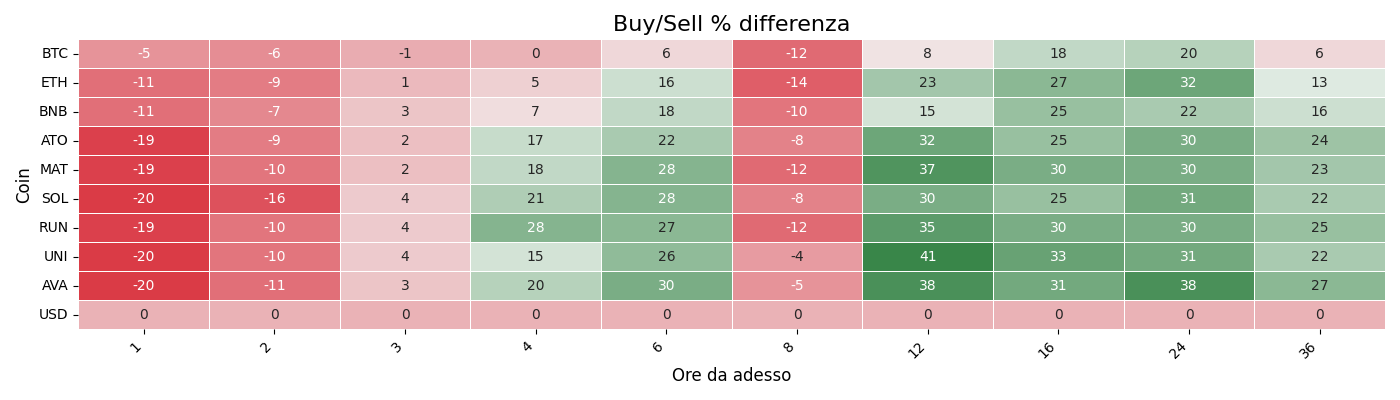 Buy/Sell % differenza
Coin
BTC -5 -6 -1 0 6 -12 8 18 20 6
ETH -11 -9 1 5 16 -14 23 27 32 13
BNB -11 -7 3 7 18 -10 15 25 22 16
ATO -19 -9 2 17 22 -8 32 25 30 24
MAT -19 -10 2 18 28 -12 37 30 30 23
SOL -20 -16 4 21 28 -8 30 25 31 22
RUN -19 -10 4 28 27 -12 35 30 30 25
UNI -20 -10 4 15 26 -4 41 33 31 22
AVA -20 -11 3 20 30 -5 38 31 38 27
USD 0 0 0 0 0 0 0 0 0 0
1 2 3 4 6 8 12 16 24 36
Ore da adesso